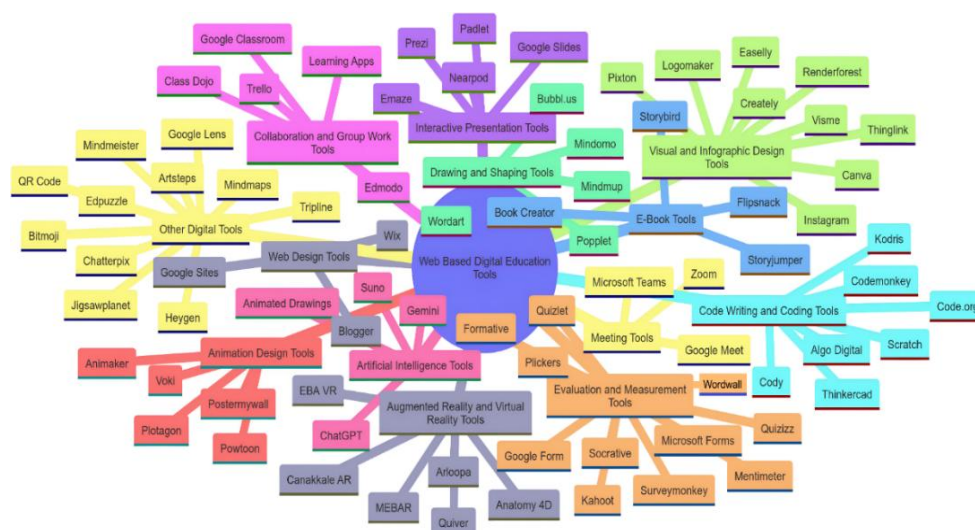 Web Based Digital Education
Tools
Collaboration and Group Work
Tools
Google Classroom
Class Dojo
Trello
Learning Apps
Edmodo
Interactive Presentation Tools
Padlet
Prezi
Nearpod
Google Slides
Emaze
Drawing and Shaping Tools
Bubbl.us
Mindomo
Mindmup
Popplet
Wordart
Visual and Infographic Design
Tools
Pixton
Logomaker
Easelly
Renderforest
Creately
Visme
Thinglink
Canva
Instagram
E-Book Tools
Storybird
Book Creator
Flipsnack
Storyjumper
Code Writing and Coding Tools
Kodris
Codemonkey
Code.org
Scratch
Algo Digital
Thinkercad
Cody
Meeting Tools
Microsoft Teams
Zoom
Google Meet
Evaluation and Measurement
Tools
Quizlet
Formative
Plickers
Wordwall
Quizizz
Microsoft Forms
Mentimeter
Surveymonkey
Socrative
Kahoot
Google Form
Augmented Reality and Virtual
Reality Tools
EBA VR
Canakkale AR
MEBAR
Arloopa
Quiver
Anatomy 4D
Artificial Intelligence Tools
Suno
Gemini
Animated Drawings
ChatGPT
Animation Design Tools
Animaker
Voki
Plotagon
Postermywall
Powtoon
Web Design Tools
Wix
Google Sites
Blogger
Other Digital Tools
Google Lens
Mindmeister
Artsteps
Mindmaps
QR Code
Edpuzzle
Tripline
Bitmoji
Chatterpix
Jigsawplanet
Heygen